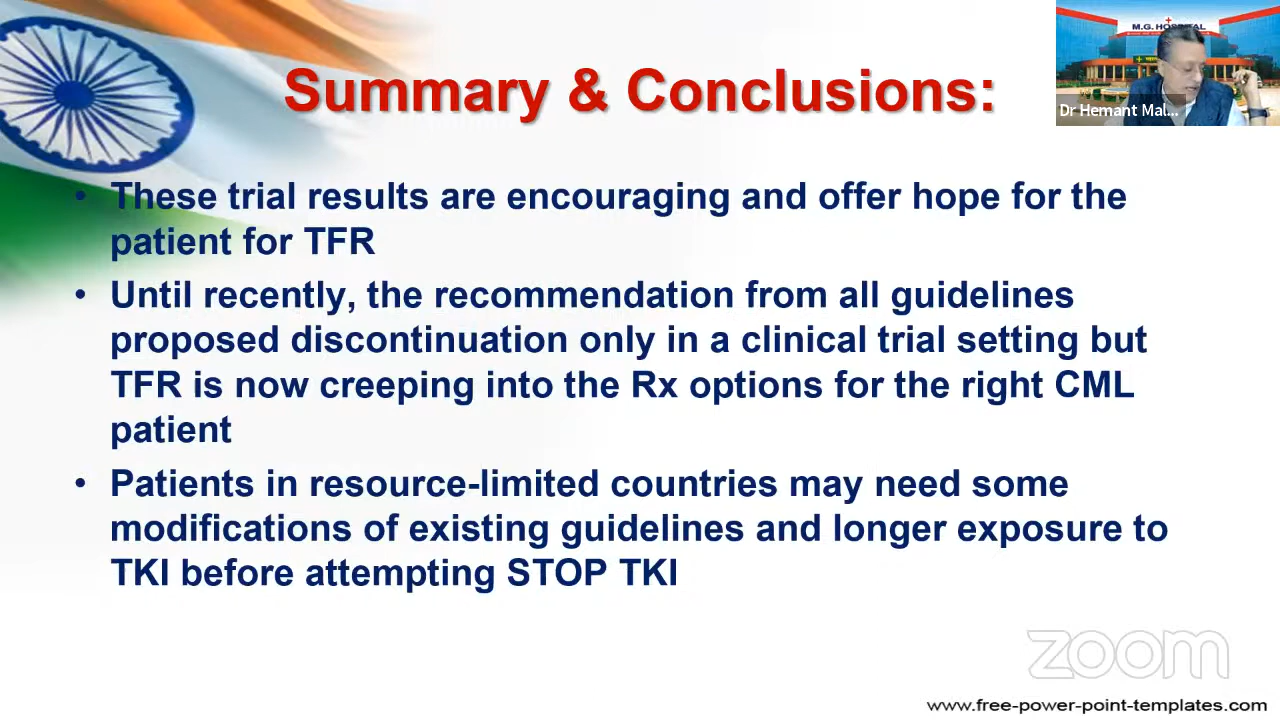 Summary & Conclusions:
M.G. HOSPITAL
Dr Hemant Mal...
• These trial results are encouraging and offer hope for the
patient for TFR
• Until recently, the recommendation from all guidelines
proposed discontinuation only in a clinical trial setting but
TFR is now creeping into the Rx options for the right CML
patient
• Patients in resource-limited countries may need some
modifications of existing guidelines and longer exposure to
TKI before attempting STOP TKI
zoom
www.free-power-point-templates.com